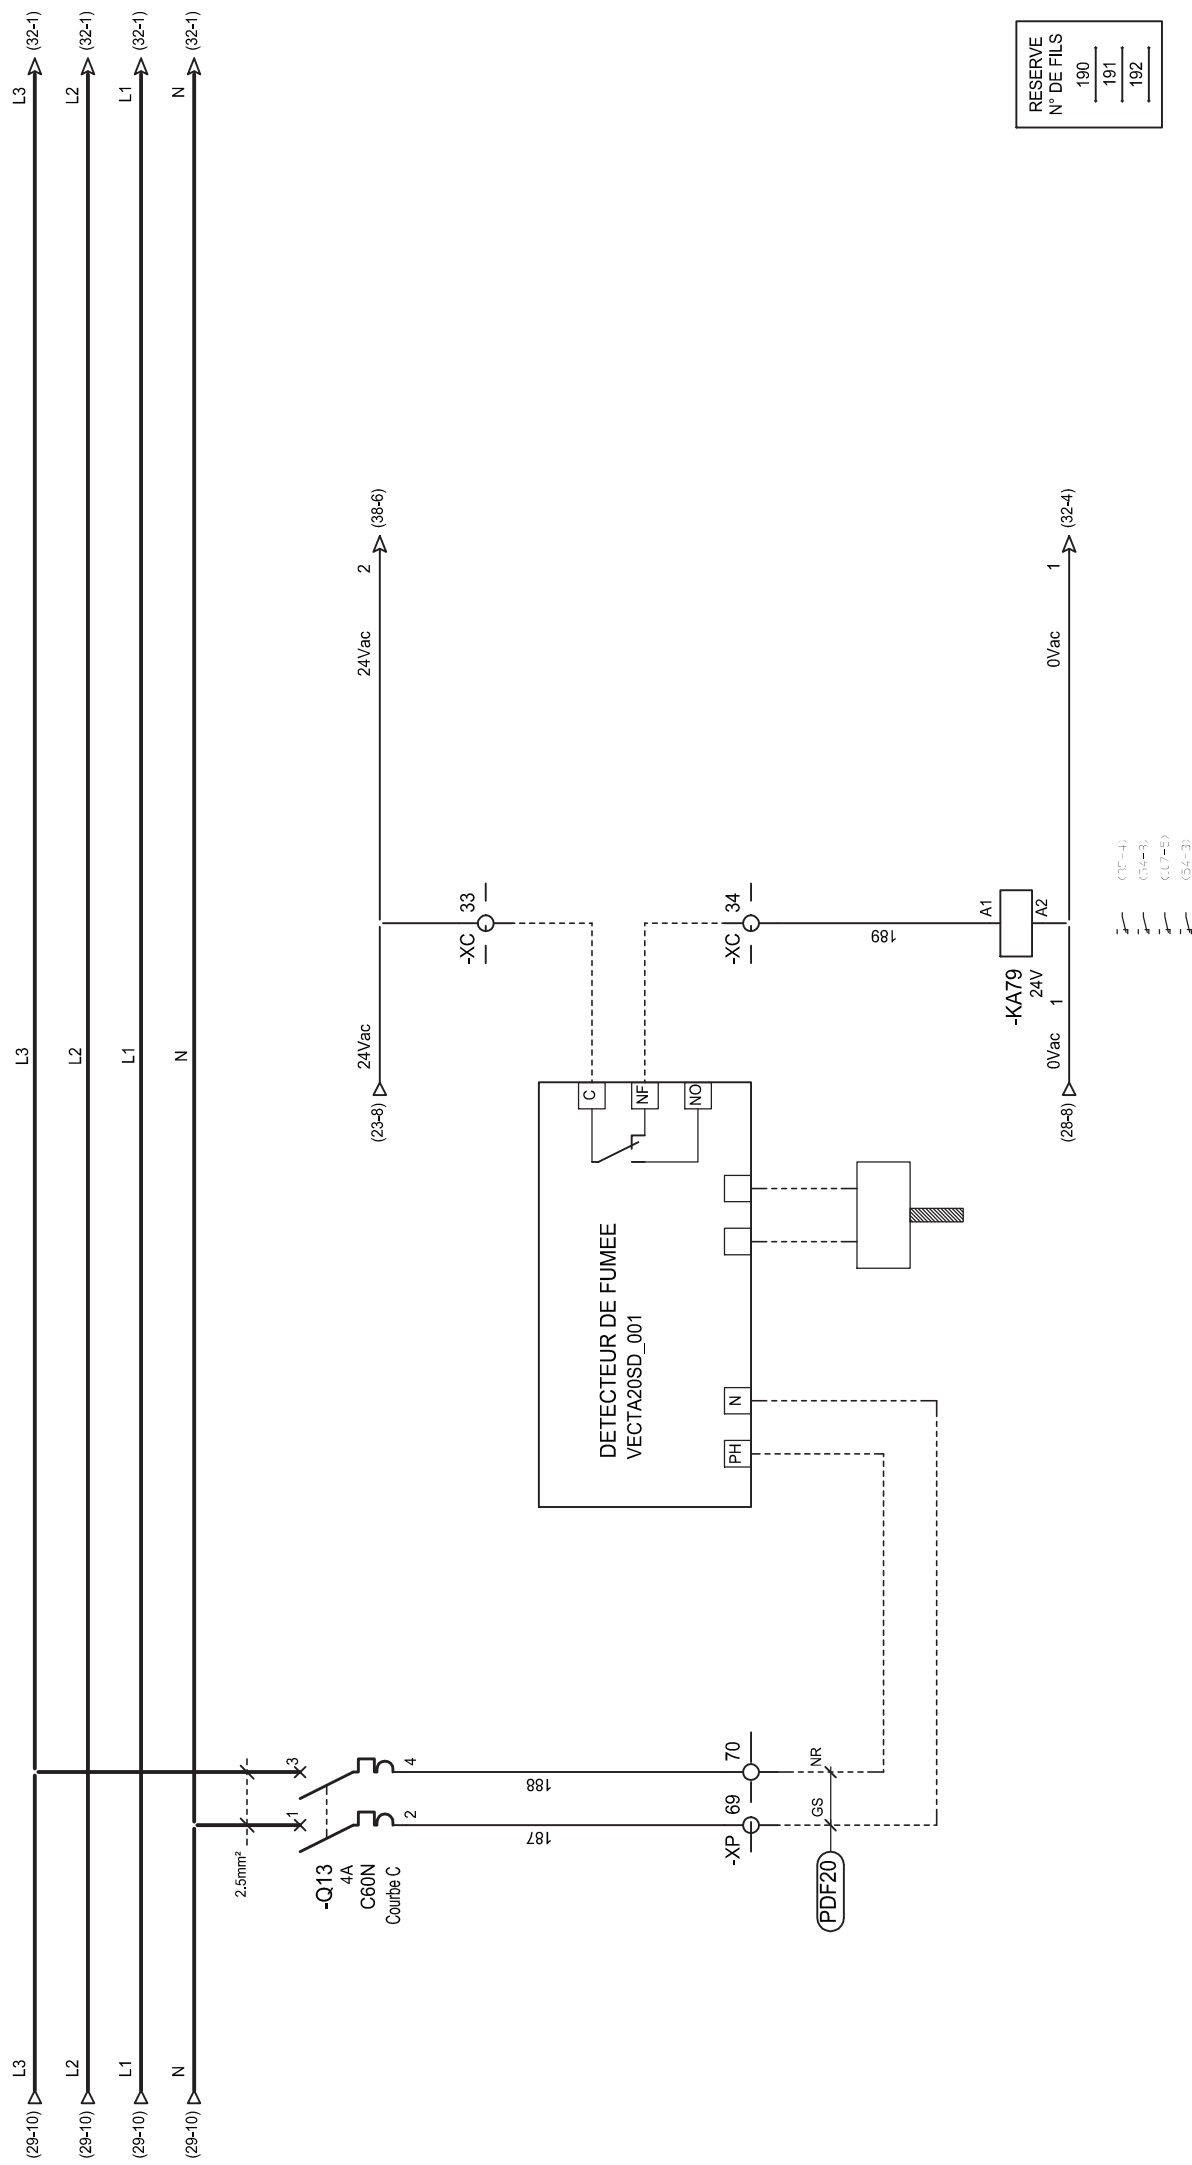 (29-10) L3 L3 L3 (32-1)
(29-10) L2 L2 L2 (32-1)
(29-10) L1 L1 L1 (32-1)
(29-10) N N N (32-1)
2.5mm²
1 3
-Q13
4A
C60N
Courbe C
2 4
187
188
-XP 69 70
GS NR
PDF20
DETECTEUR DE FUMEE
VECTA20SD_001
PH N
C
NF
NO
(23-8) 24Vac 24Vac 2 (38-6)
-XC 33
-XC 34
189
A1
-KA79
24V
A2
(28-8) 0Vac 1 0Vac 1 (32-4)
(54-3)
RESERVE
N° DE FILS
190
191
192